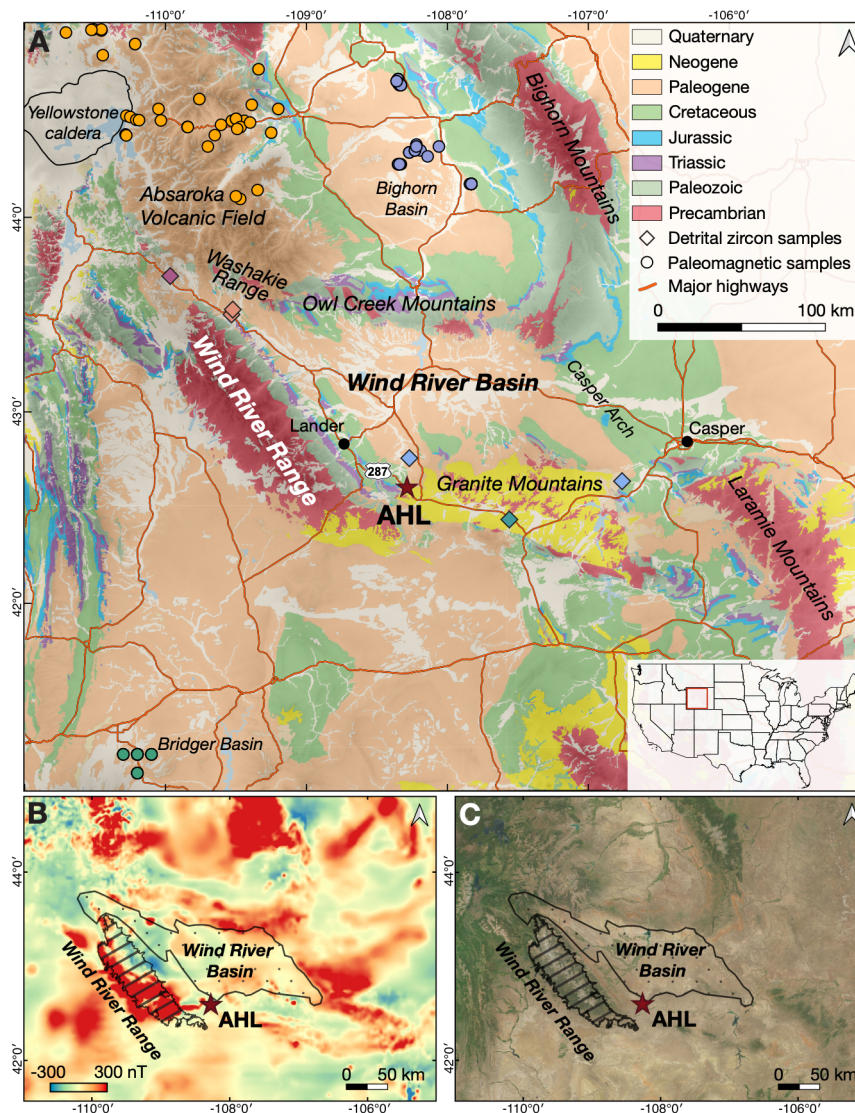 A
-110°0′
-109°0′
-108°0′
-107°0′
-106°0′
44°0′
43°0′
42°0′
Yellowstone
caldera
Absaroka
Volcanic Field
Bighorn
Basin
Bighorn Mountains
Washakie
Range
Owl Creek Mountains
Wind River Range
Wind River Basin
Casper Arch
Lander
Casper
287
Granite Mountains
AHL
Laramie Mountains
Bridger Basin
Quaternary
Neogene
Paleogene
Cretaceous
Jurassic
Triassic
Paleozoic
Precambrian
Detrital zircon samples
Paleomagnetic samples
Major highways
0
100 km
B
44°0′
42°0′
Wind River
Basin
Wind River Range
AHL
-300
300 nT
0
50 km
-110°0′
-108°0′
-106°0′
C
44°0′
42°0′
Wind River
Basin
Wind River Range
AHL
0
50 km
-110°0′
-108°0′
-106°0′